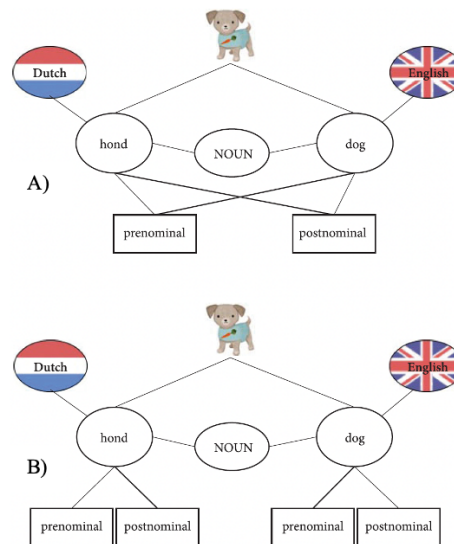 Dutch
English
hond
NOUN
dog
A)
prenominal
postnominal
Dutch
English
hond
NOUN
dog
B)
prenominal
postnominal
prenominal
postnominal